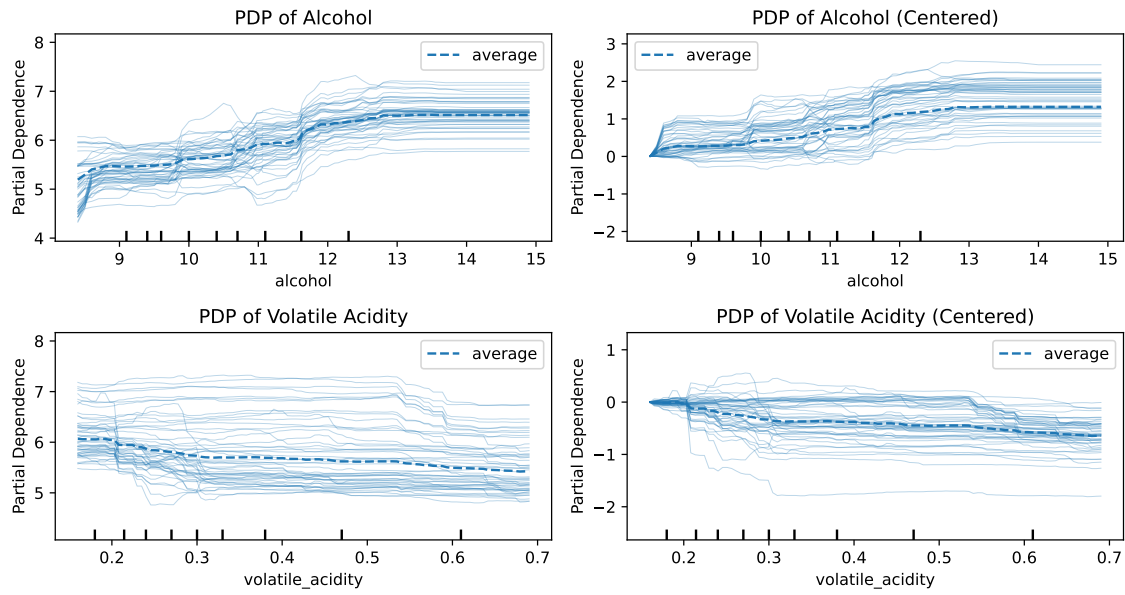 PDP of Alcohol
8
7
6
5
4
Partial Dependence
average
9 10 11 12 13 14 15
alcohol
PDP of Alcohol (Centered)
3
2
1
0
−1
−2
Partial Dependence
average
9 10 11 12 13 14 15
alcohol
PDP of Volatile Acidity
8
7
6
5
Partial Dependence
average
0.2 0.3 0.4 0.5 0.6 0.7
volatile_acidity
PDP of Volatile Acidity (Centered)
1
0
−1
−2
Partial Dependence
average
0.2 0.3 0.4 0.5 0.6 0.7
volatile_acidity